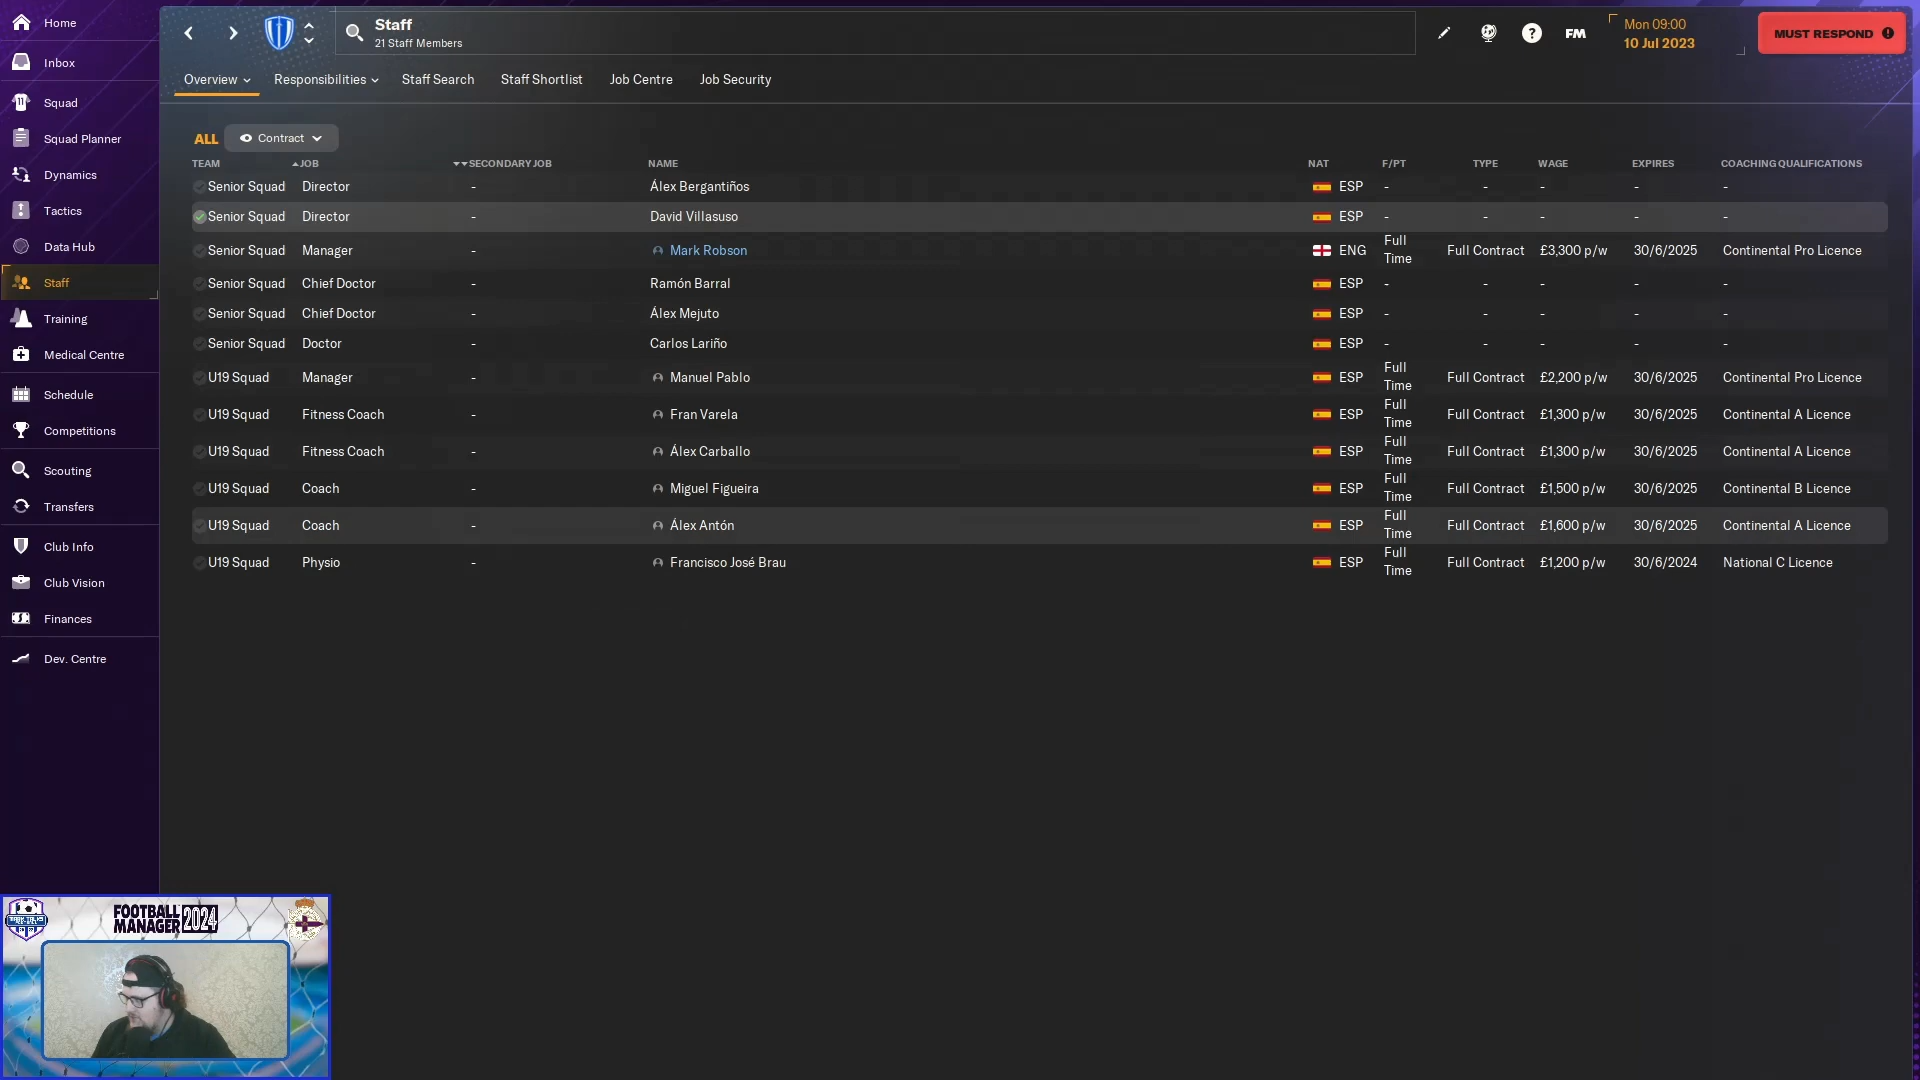 Home
Inbox
Squad
Squad Planner
Dynamics
Tactics
Data Hub
Staff
Training
Medical Centre
Schedule
Competitions
Scouting
Transfers
Club Info
Club Vision
Finances
Dev. Centre
Staff
21 Staff Members
FM
Mon 09:00
10 Jul 2023
MUST RESPOND
Overview Responsibilities Staff Search Staff Shortlist Job Centre Job Security
ALL Contract
TEAM JOB SECONDARY JOB NAME NAT F/PT TYPE WAGE EXPIRES COACHING QUALIFICATIONS
Senior Squad Director - Álex Bergantiños ESP - - - - -
Senior Squad Director - David Villasuso ESP - - - - -
Senior Squad Manager - Mark Robson ENG Full Time Full Contract £3,300 p/w 30/6/2025 Continental Pro Licence
Senior Squad Chief Doctor - Ramón Barral ESP - - - - -
Senior Squad Chief Doctor - Álex Mejuto ESP - - - - -
Senior Squad Doctor - Carlos Lariño ESP - - - - -
U19 Squad Manager - Manuel Pablo ESP Full Time Full Contract £2,200 p/w 30/6/2025 Continental Pro Licence
U19 Squad Fitness Coach - Fran Varela ESP Full Time Full Contract £1,300 p/w 30/6/2025 Continental A Licence
U19 Squad Fitness Coach - Álex Carballo ESP Full Time Full Contract £1,300 p/w 30/6/2025 Continental A Licence
U19 Squad Coach - Miguel Figueira ESP Full Time Full Contract £1,500 p/w 30/6/2025 Continental B Licence
U19 Squad Coach - Álex Antón ESP Full Time Full Contract £1,600 p/w 30/6/2025 Continental A Licence
U19 Squad Physio - Francisco José Brau ESP Full Time Full Contract £1,200 p/w 30/6/2024 National C Licence
FOOTBALL
MANAGER 2024